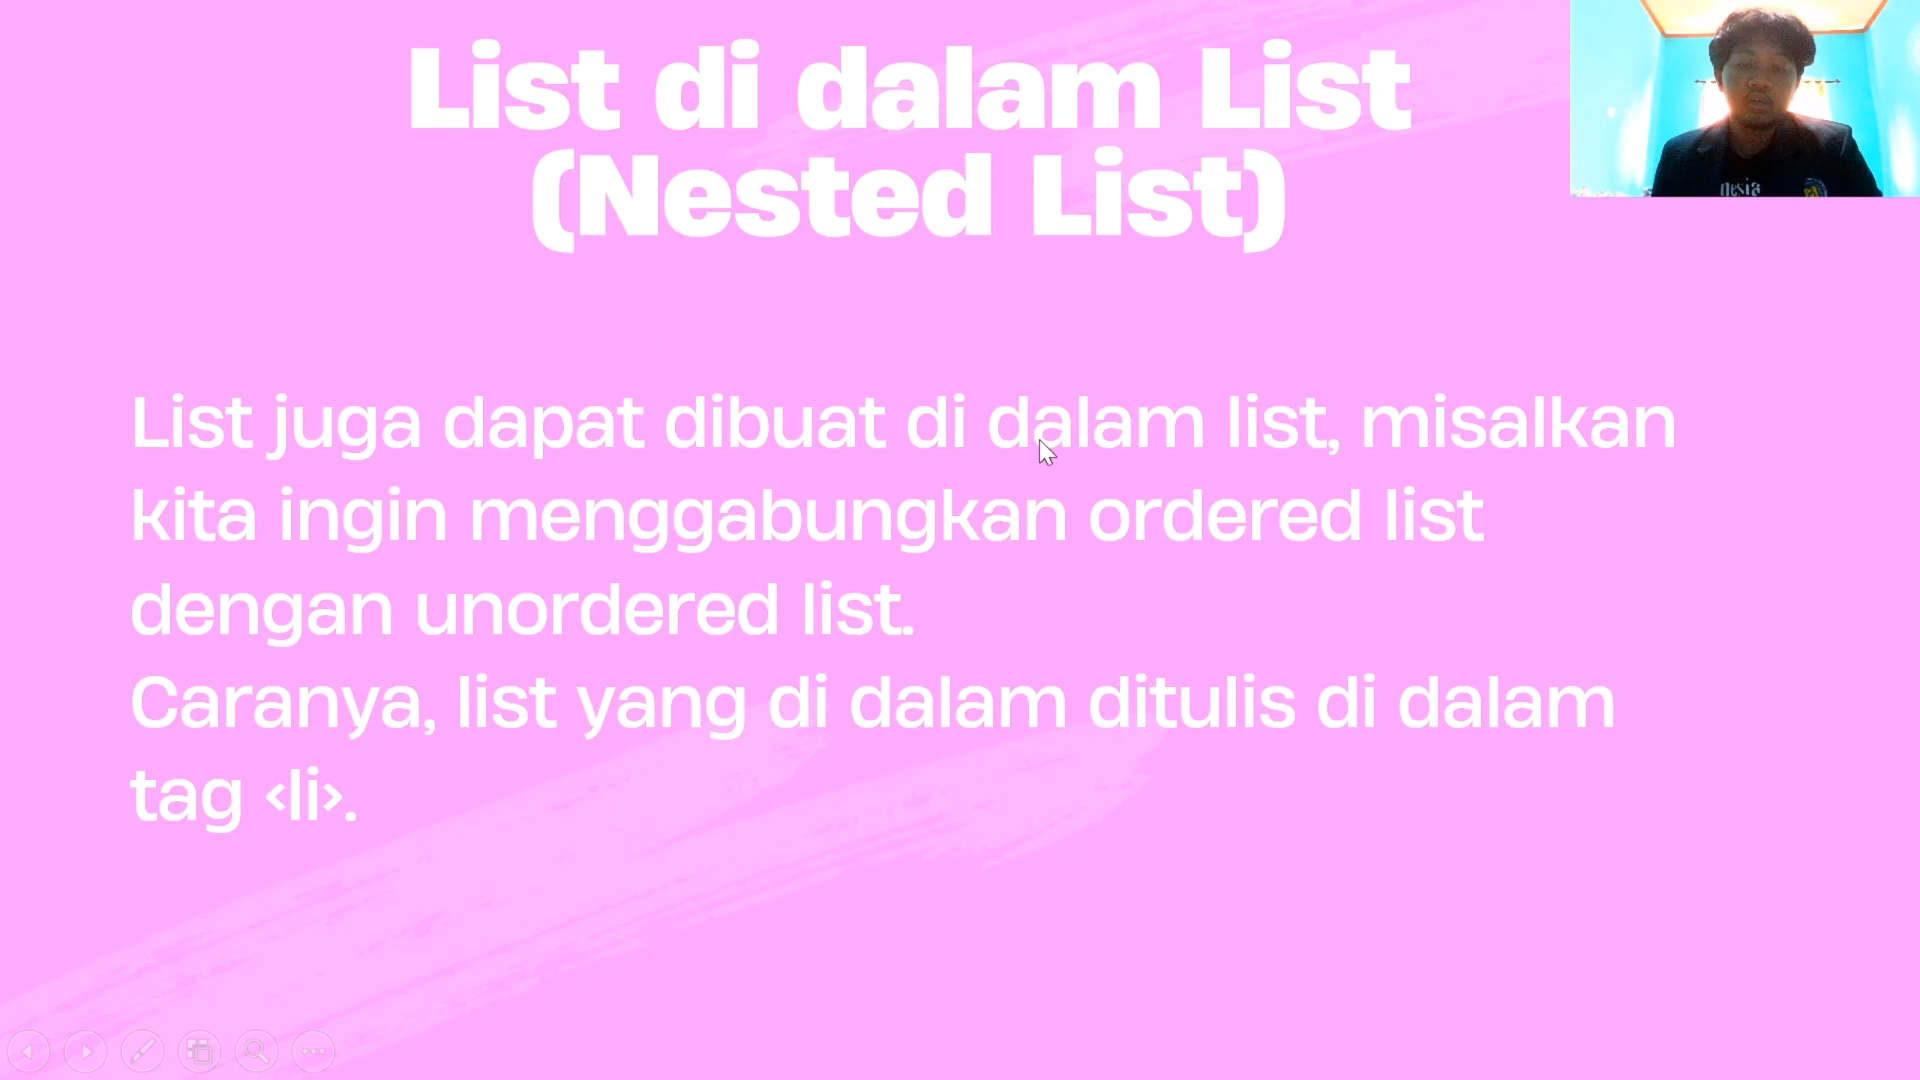 List di dalam List
(Nested List)
nesia
List juga dapat dibuat di dalam list, misalkan
kita ingin menggabungkan ordered list
dengan unordered list.
Caranya, list yang di dalam ditulis di dalam
tag <li>.